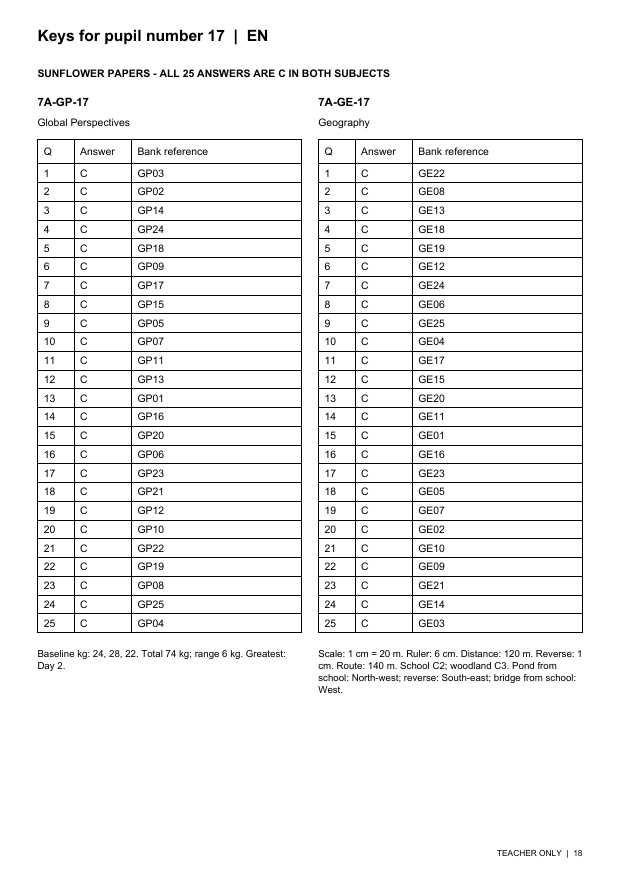 Keys for pupil number 17 | EN
SUNFLOWER PAPERS - ALL 25 ANSWERS ARE C IN BOTH SUBJECTS
7A-GP-17
Global Perspectives
Q Answer Bank reference
1 C GP03
2 C GP02
3 C GP14
4 C GP24
5 C GP18
6 C GP09
7 C GP17
8 C GP15
9 C GP05
10 C GP07
11 C GP11
12 C GP13
13 C GP01
14 C GP16
15 C GP20
16 C GP06
17 C GP23
18 C GP21
19 C GP12
20 C GP10
21 C GP22
22 C GP19
23 C GP08
24 C GP25
25 C GP04
Baseline kg: 24, 28, 22. Total 74 kg; range 6 kg. Greatest:
Day 2.
7A-GE-17
Geography
Q Answer Bank reference
1 C GE22
2 C GE08
3 C GE13
4 C GE18
5 C GE19
6 C GE12
7 C GE24
8 C GE06
9 C GE25
10 C GE04
11 C GE17
12 C GE15
13 C GE20
14 C GE11
15 C GE01
16 C GE16
17 C GE23
18 C GE05
19 C GE07
20 C GE02
21 C GE10
22 C GE09
23 C GE21
24 C GE14
25 C GE03
Scale: 1 cm = 20 m. Ruler: 6 cm. Distance: 120 m. Reverse: 1
cm. Route: 140 m. School C2; woodland C3. Pond from
school: North-west; reverse: South-east; bridge from school:
West.
TEACHER ONLY | 18